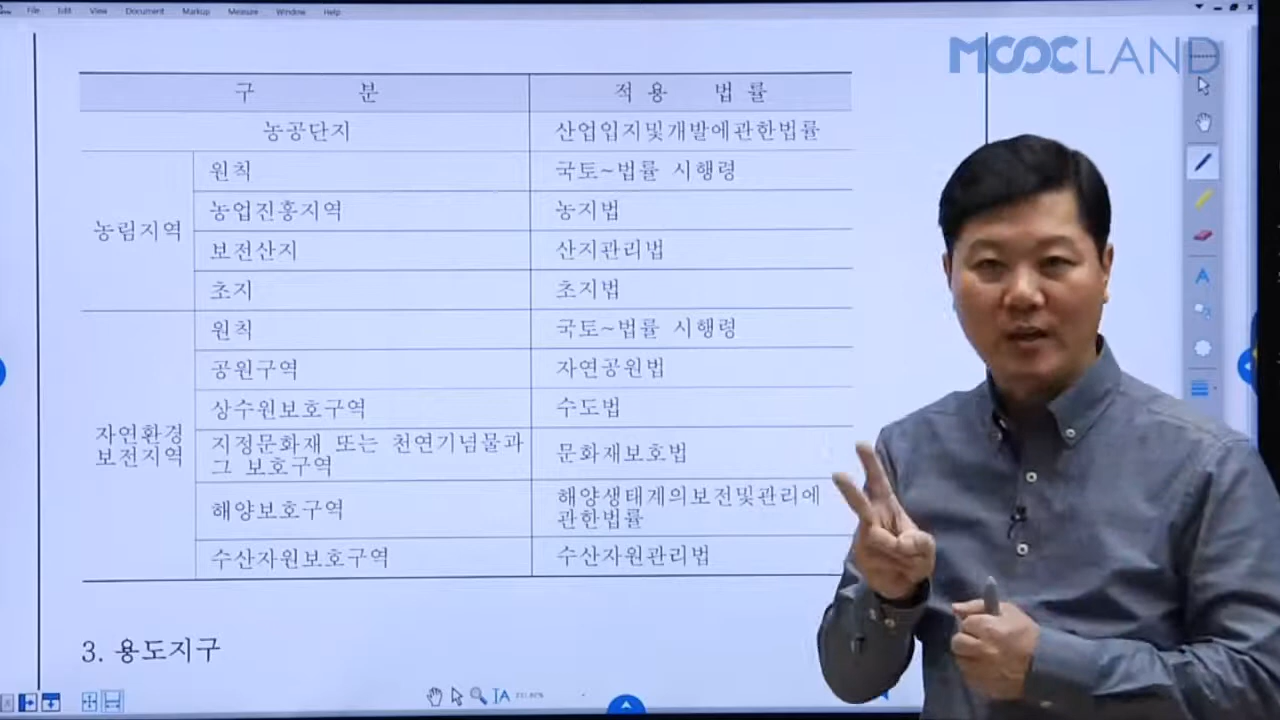 File Edit View Document Markup Measure Window Help
MOOCLAND
구 분 적 용 법 률
농공단지 산업입지및개발에관한법률
농림지역
원칙 국토~법률 시행령
농업진흥지역 농지법
보전산지 산지관리법
초지 초지법
자연환경
보전지역
원칙 국토~법률 시행령
공원구역 자연공원법
상수원보호구역 수도법
지정문화재 또는 천연기념물과
그 보호구역
문화재보호법
해양보호구역
해양생태계의보전및관리에
관한법률
수산자원보호구역 수산자원관리법
3. 용도지구